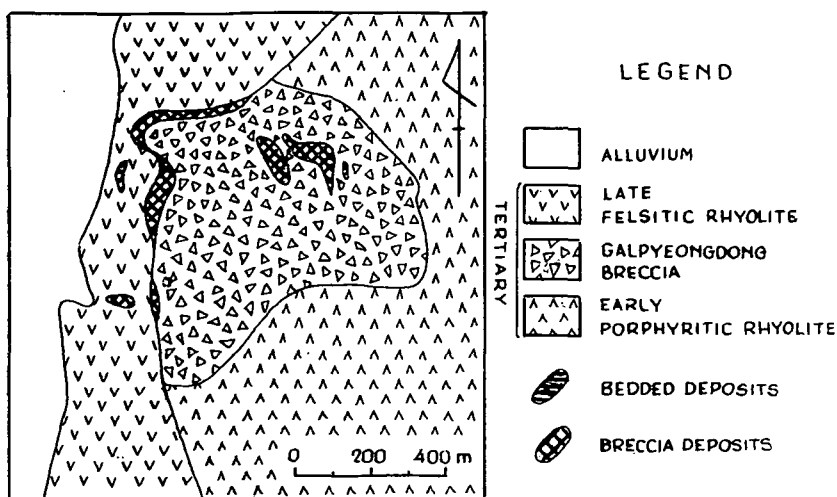 LEGEND
ALLUVIUM
TERTIARY
LATE
FELSITIC RHYOLITE
GALPYEONGDONG
BRECCIA
EARLY
PORPHYRITIC RHYOLITE
BEDDED DEPOSITS
BRECCIA DEPOSITS
0 200 400 m